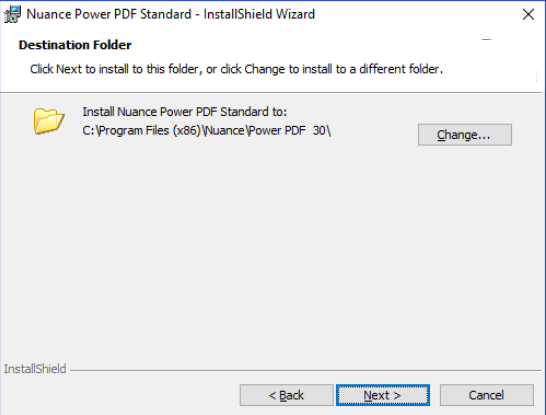 Nuance Power PDF Standard - InstallShield Wizard
Destination Folder
Click Next to install to this folder, or click Change to install to a different folder.
Install Nuance Power PDF Standard to:
C:\Program Files (x86)\Nuance\Power PDF  30\
Change...
InstallShield
< Back
Next >
Cancel